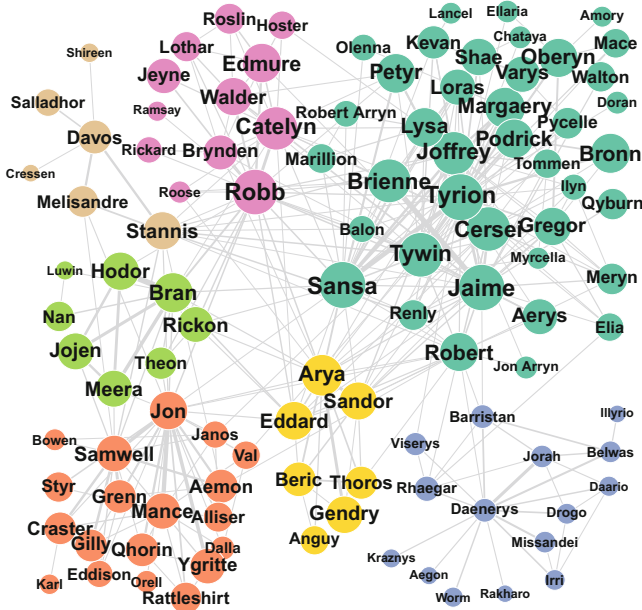 Lancel
Ellaria
Amory
Roslin
Hoster
Chataya
Mace
Shireen
Lothar
Olenna
Kevan
Shae
Oberyn
Edmure
Petyr
Varys
Walton
Jeyne
Loras
Salladhor
Walder
Margaery
Doran
Ramsay
Robert Arryn
Lysa
Pycelle
Davos
Catelyn
Podrick
Rickard
Brynden
Marillion
Joffrey
Tommen
Bronn
Cressen
Brienne
Ilyn
Roose
Robb
Tyrion
Qyburn
Melisandre
Stannis
Balon
Cersei
Gregor
Luwin
Hodor
Tywin
Myrcella
Bran
Sansa
Jaime
Meryn
Nan
Rickon
Renly
Aerys
Elia
Jojen
Theon
Robert
Jon Arryn
Meera
Arya
Jon
Sandor
Barristan
Illyrio
Bowen
Janos
Eddard
Viserys
Samwell
Val
Jorah
Belwas
Styr
Grenn
Aemon
Beric
Thoros
Rhaegar
Daario
Craster
Mance
Alliser
Gendry
Daenerys
Drogo
Gilly
Qhorin
Dalla
Anguy
Missandei
Kraznys
Karl
Eddison
Orell
Ygritte
Aegon
Irri
Rattleshirt
Worm
Rakharo